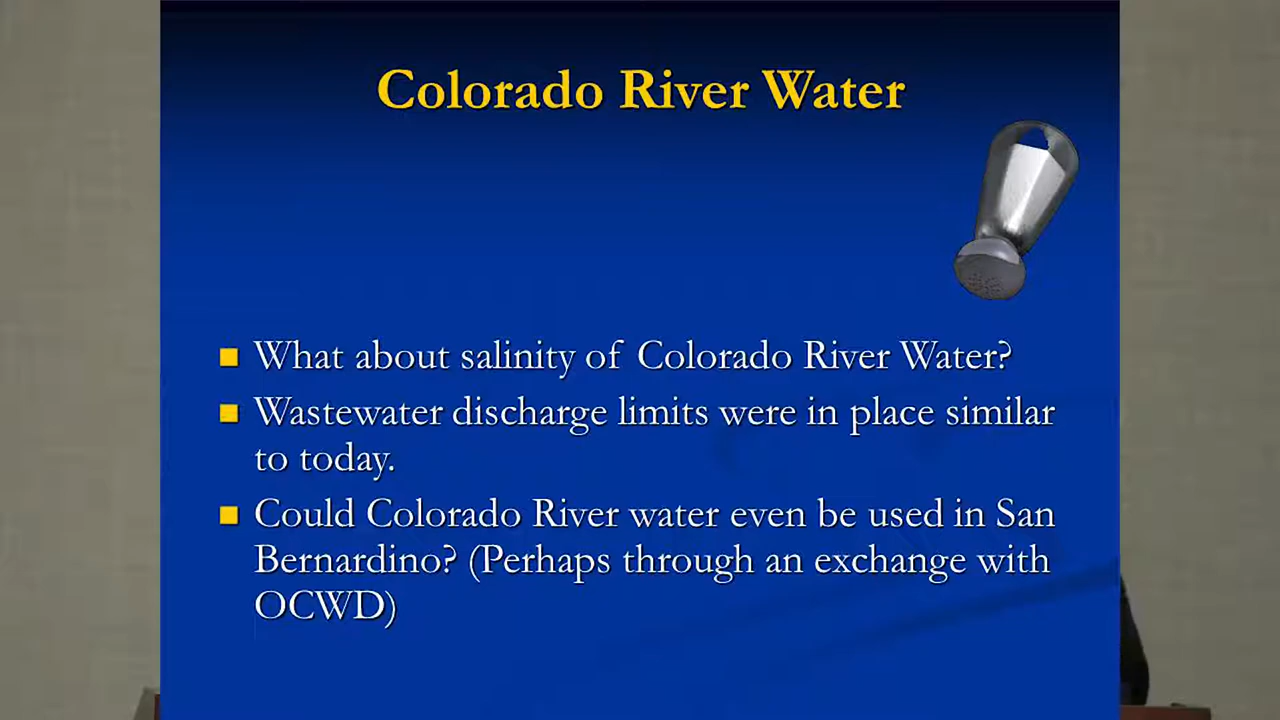 Colorado River Water
What about salinity of Colorado River Water?
Wastewater discharge limits were in place similar
to today.
Could Colorado River water even be used in San
Bernardino? (Perhaps through an exchange with
OCWD)